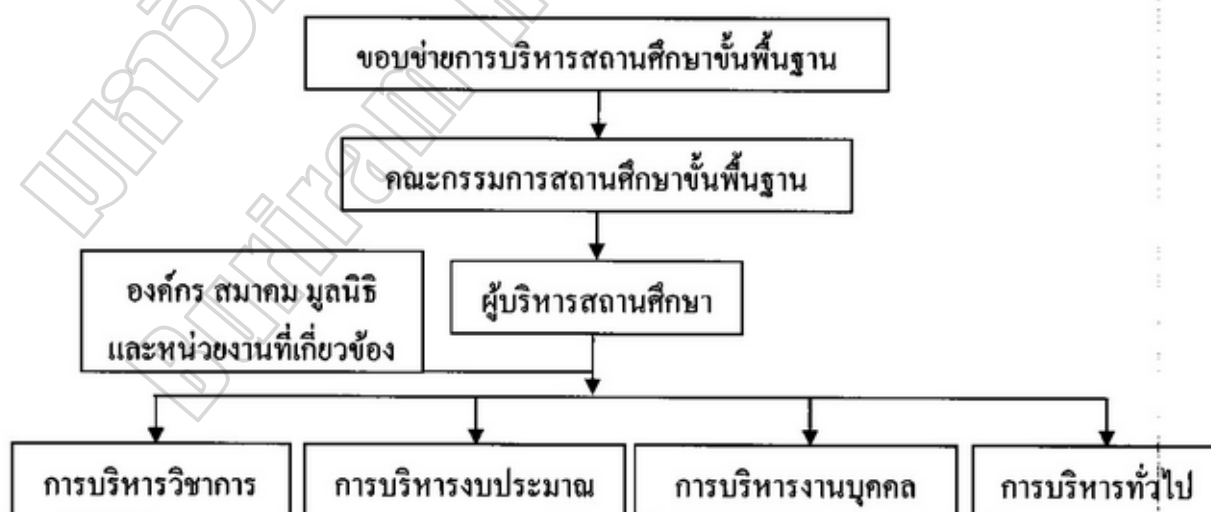 ขอบข่ายการบริหารสถานศึกษาขั้นพื้นฐาน
คณะกรรมการสถานศึกษาขั้นพื้นฐาน
องค์กร สมาคม มูลนิธิ
และหน่วยงานที่เกี่ยวข้อง
ผู้บริหารสถานศึกษา
การบริหารวิชาการ
การบริหารงบประมาณ
การบริหารงานบุคคล
การบริหารทั่วไป
Buriram